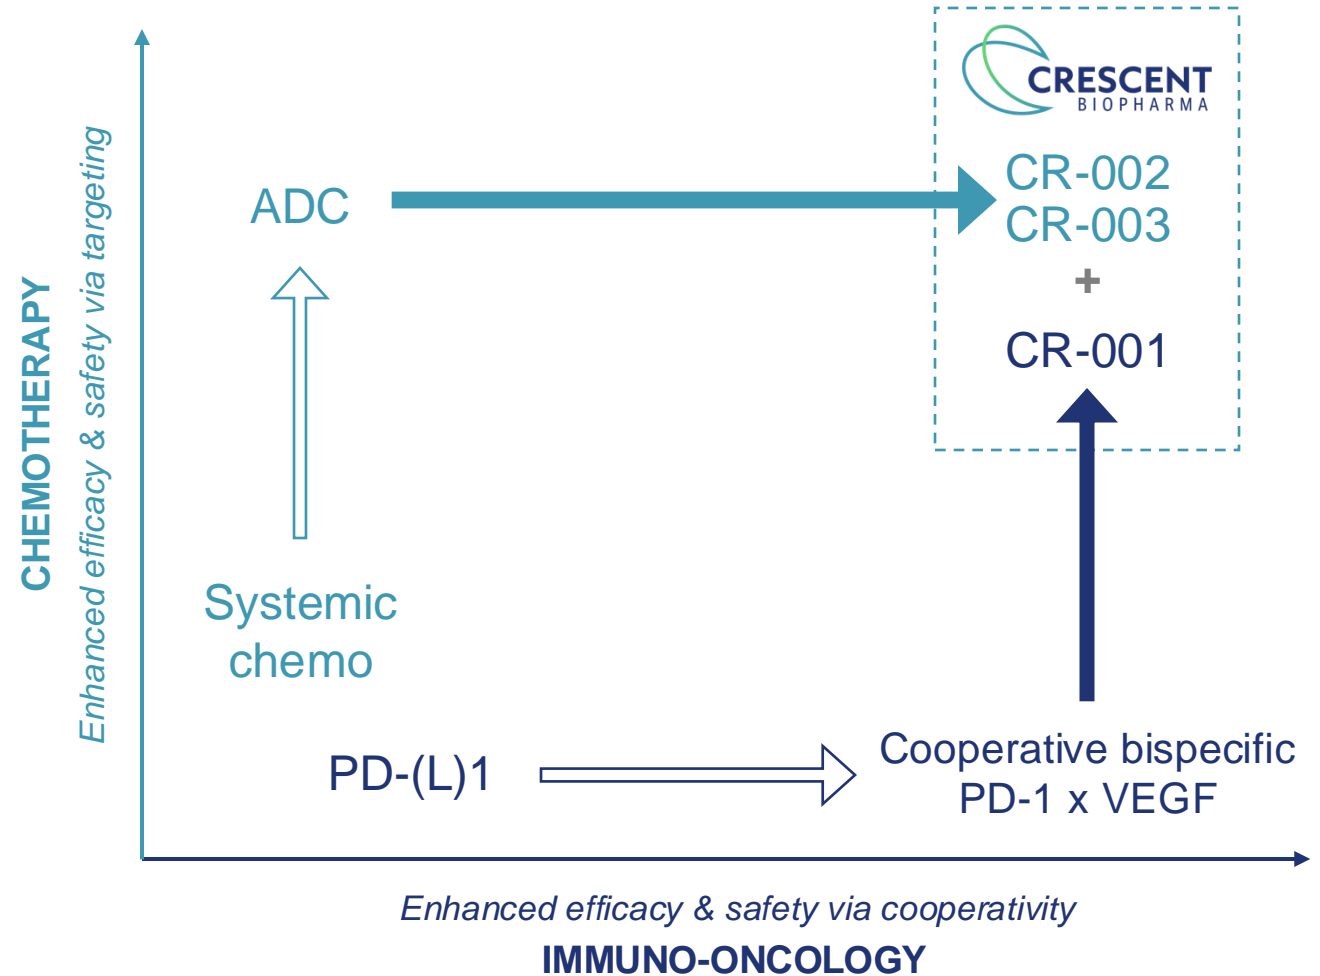 CRESCENT
BIOPHARMA
CR-002
CR-003
+
CR-001
ADC
Systemic
chemo
PD-(L)1
Cooperative bispecific
PD-1 x VEGF
CHEMOTHERAPY
Enhanced efficacy & safety via targeting
Enhanced efficacy & safety via cooperativity
IMMUNO-ONCOLOGY